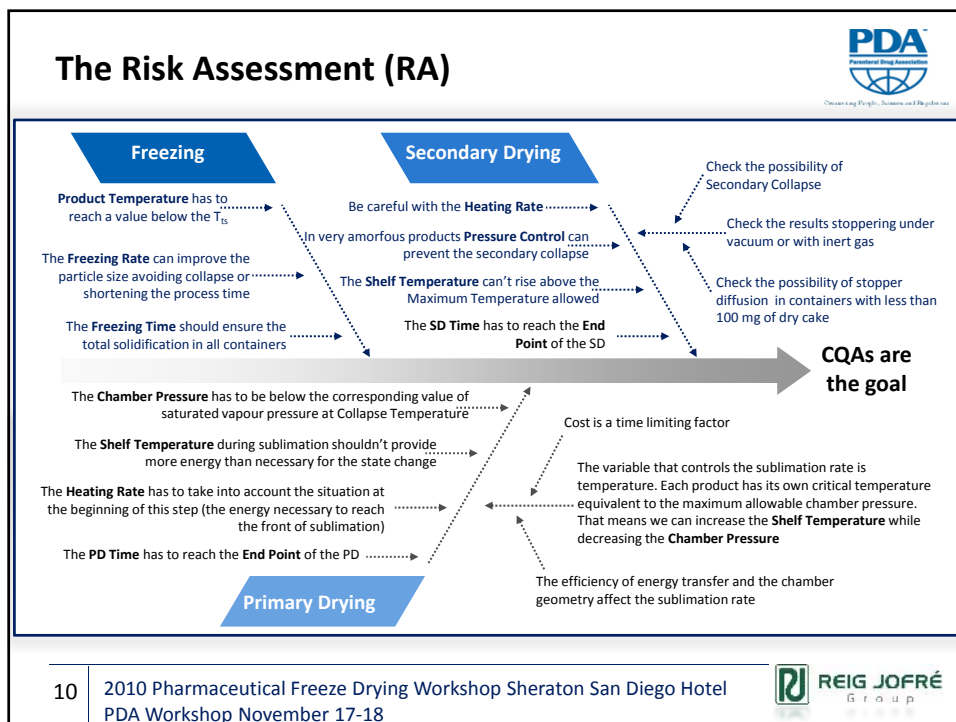 The Risk Assessment (RA)
PDA
Parenteral Drug Association
Connecting People, Science and Regulation
Freezing
Product Temperature has to
reach a value below the Tts
The Freezing Rate can improve the
particle size avoiding collapse or
shortening the process time
The Freezing Time should ensure the
total solidification in all containers
Secondary Drying
Be careful with the Heating Rate
In very amorfous products Pressure Control can
prevent the secondary collapse
The Shelf Temperature can't rise above the
Maximum Temperature allowed
The SD Time has to reach the End
Point of the SD
Check the possibility of
Secondary Collapse
Check the results stoppering under
vacuum or with inert gas
Check the possibility of stopper
diffusion in containers with less than
100 mg of dry cake
CQAs are
the goal
The Chamber Pressure has to be below the corresponding value of
saturated vapour pressure at Collapse Temperature
The Shelf Temperature during sublimation shouldn't provide
more energy than necessary for the state change
The Heating Rate has to take into account the situation at
the beginning of this step (the energy necessary to reach
the front of sublimation)
The PD Time has to reach the End Point of the PD
Primary Drying
Cost is a time limiting factor
The variable that controls the sublimation rate is
temperature. Each product has its own critical temperature
equivalent to the maximum allowable chamber pressure.
That means we can increase the Shelf Temperature while
decreasing the Chamber Pressure
The efficiency of energy transfer and the chamber
geometry affect the sublimation rate
10
2010 Pharmaceutical Freeze Drying Workshop Sheraton San Diego Hotel
PDA Workshop November 17-18
REIG JOFRÉ
Group